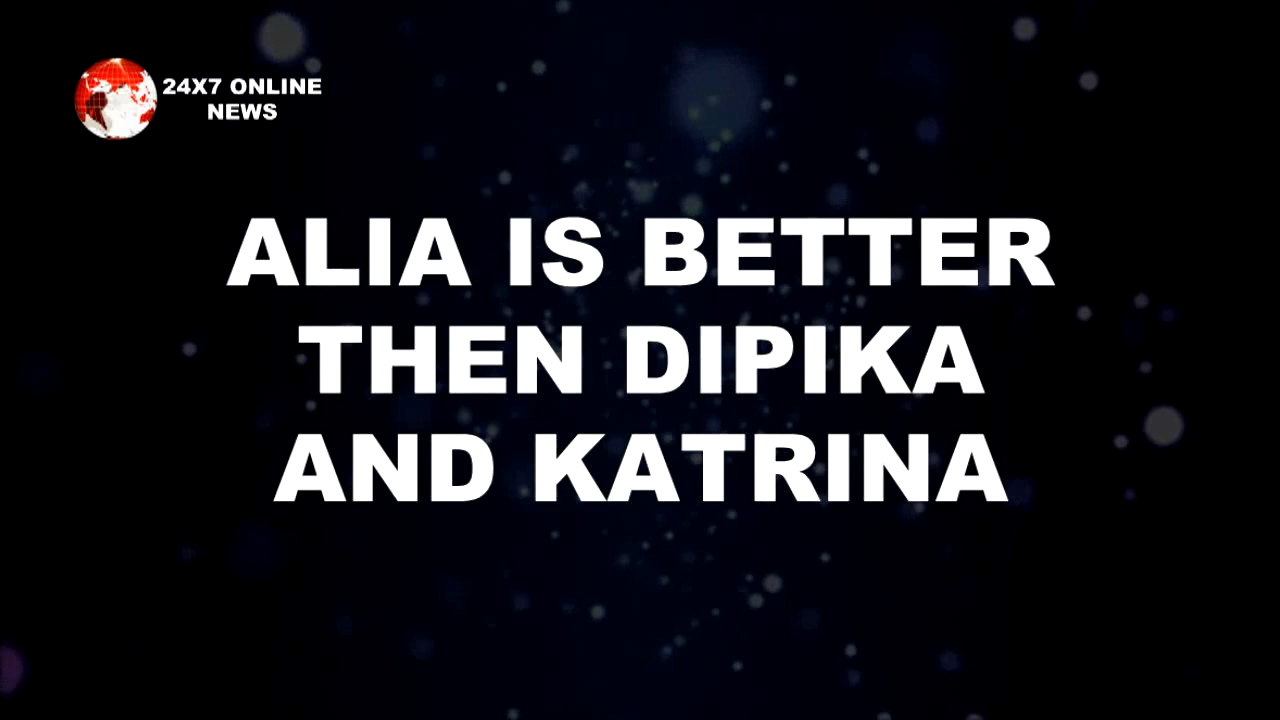 24X7 ONLINE
NEWS
ALIA IS BETTER
THEN DIPIKA
AND KATRINA